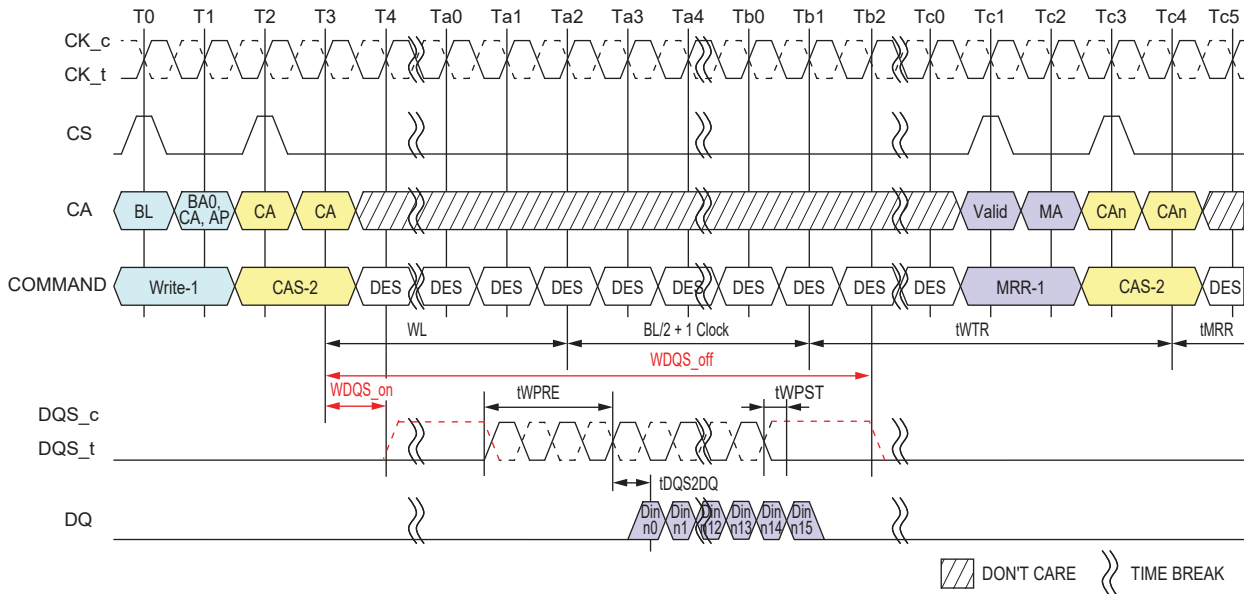 T0 T1 T2 T3 T4 Ta0 Ta1 Ta2 Ta3 Ta4 Tb0 Tb1 Tb2 Tc0 Tc1 Tc2 Tc3 Tc4 Tc5
CK_c
CK_t
CS
CA BL BA0, CA, AP CA CA Valid MA CAn CAn
COMMAND Write-1 CAS-2 DES DES DES DES DES DES DES DES DES DES MRR-1 CAS-2 DES
WL BL/2 + 1 Clock tWTR tMRR
WDQS_off
WDQS_on tWPRE tWPST
DQS_c
DQS_t
tDQS2DQ
DQ Din n0 Din n1 Din n12 Din n13 Din n14 Din n15
DON'T CARE TIME BREAK